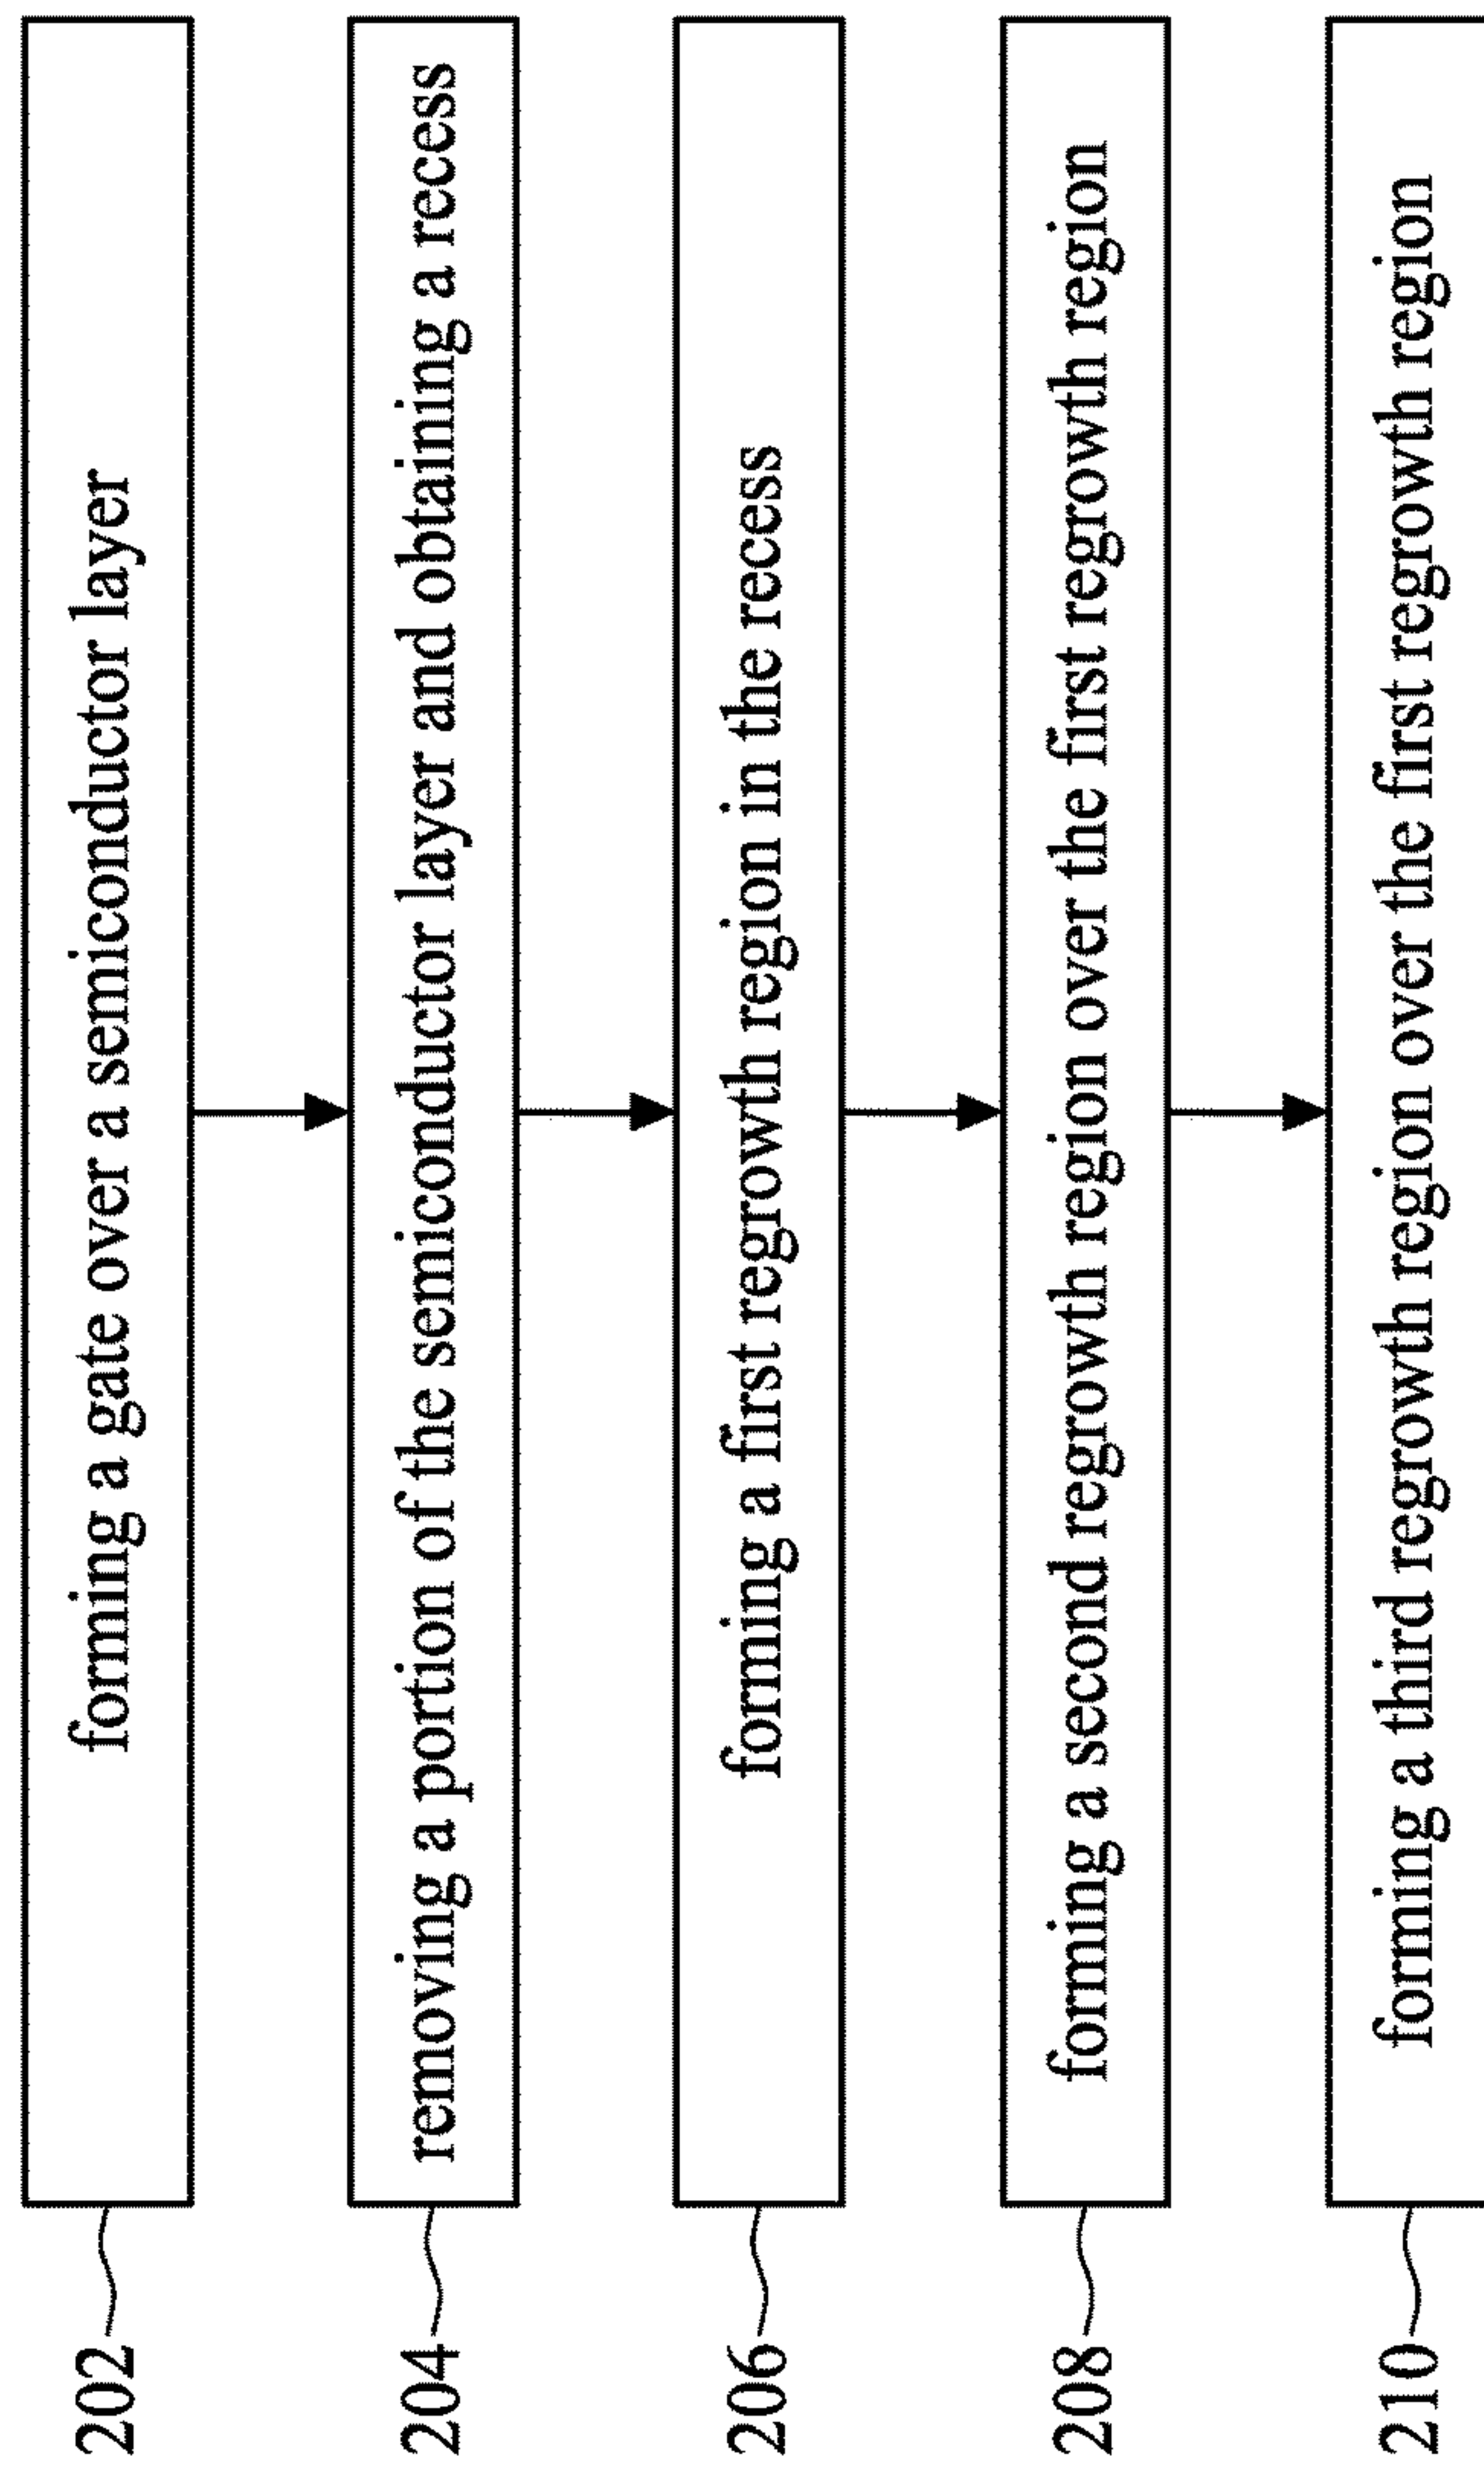 202 forming a gate over a semiconductor layer
204 removing a portion of the semiconductor layer and obtaining a recess
206 forming a first regrowth region in the recess
208 forming a second regrowth region over the first regrowth region
210 forming a third regrowth region over the first regrowth region